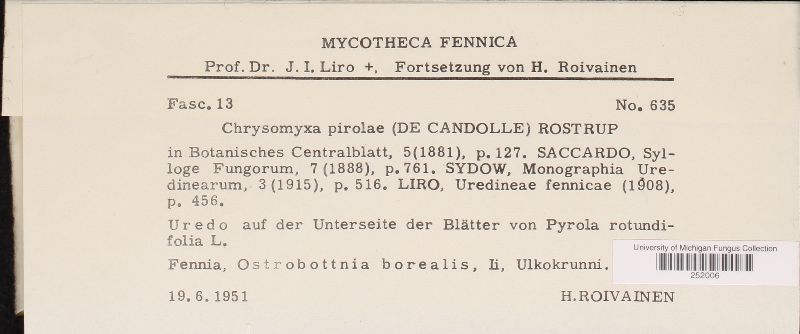 MYCOTHECA FENNICA
Prof. Dr. J. I. Liro +, Fortsetzung von H. Roivainen
Fasc. 13 No. 635
Chrysomyxa pirolae (DE CANDOLLE) ROSTRUP
in Botanisches Centralblatt, 5(1881), p. 127. SACCARDO, Syl-
loge Fungorum, 7 (1888), p. 761. SYDOW, Monographia Ure-
dinearum, 3 (1915), p. 516. LIRO, Uredineae fennicae (1908),
p. 456.
Uredo auf der Unterseite der Blätter von Pyrola rotundi-
folia L.
Fennia, Ostrobottnia borealis, Ii, Ulkokrunni.
University of Michigan Fungus Collection
252006
19. 6. 1951 H. ROIVAINEN